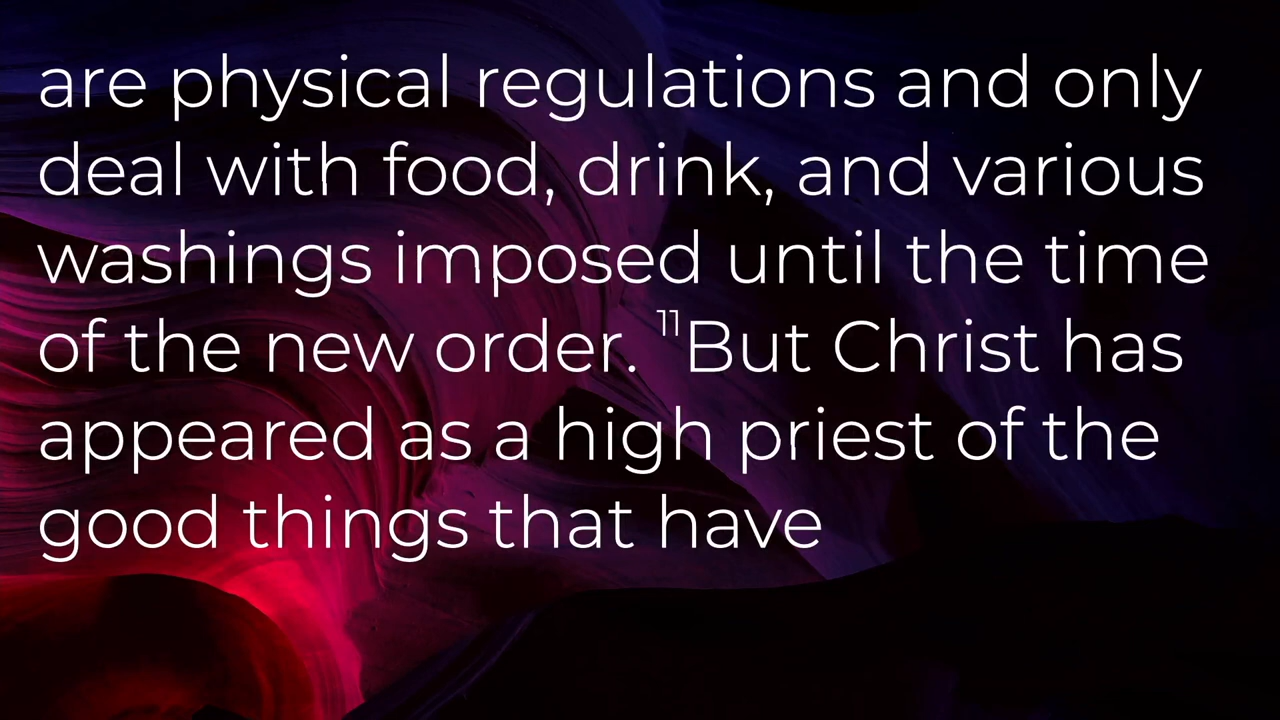 are physical regulations and only
deal with food, drink, and various
washings imposed until the time
of the new order. 11But Christ has
appeared as a high priest of the
good things that have